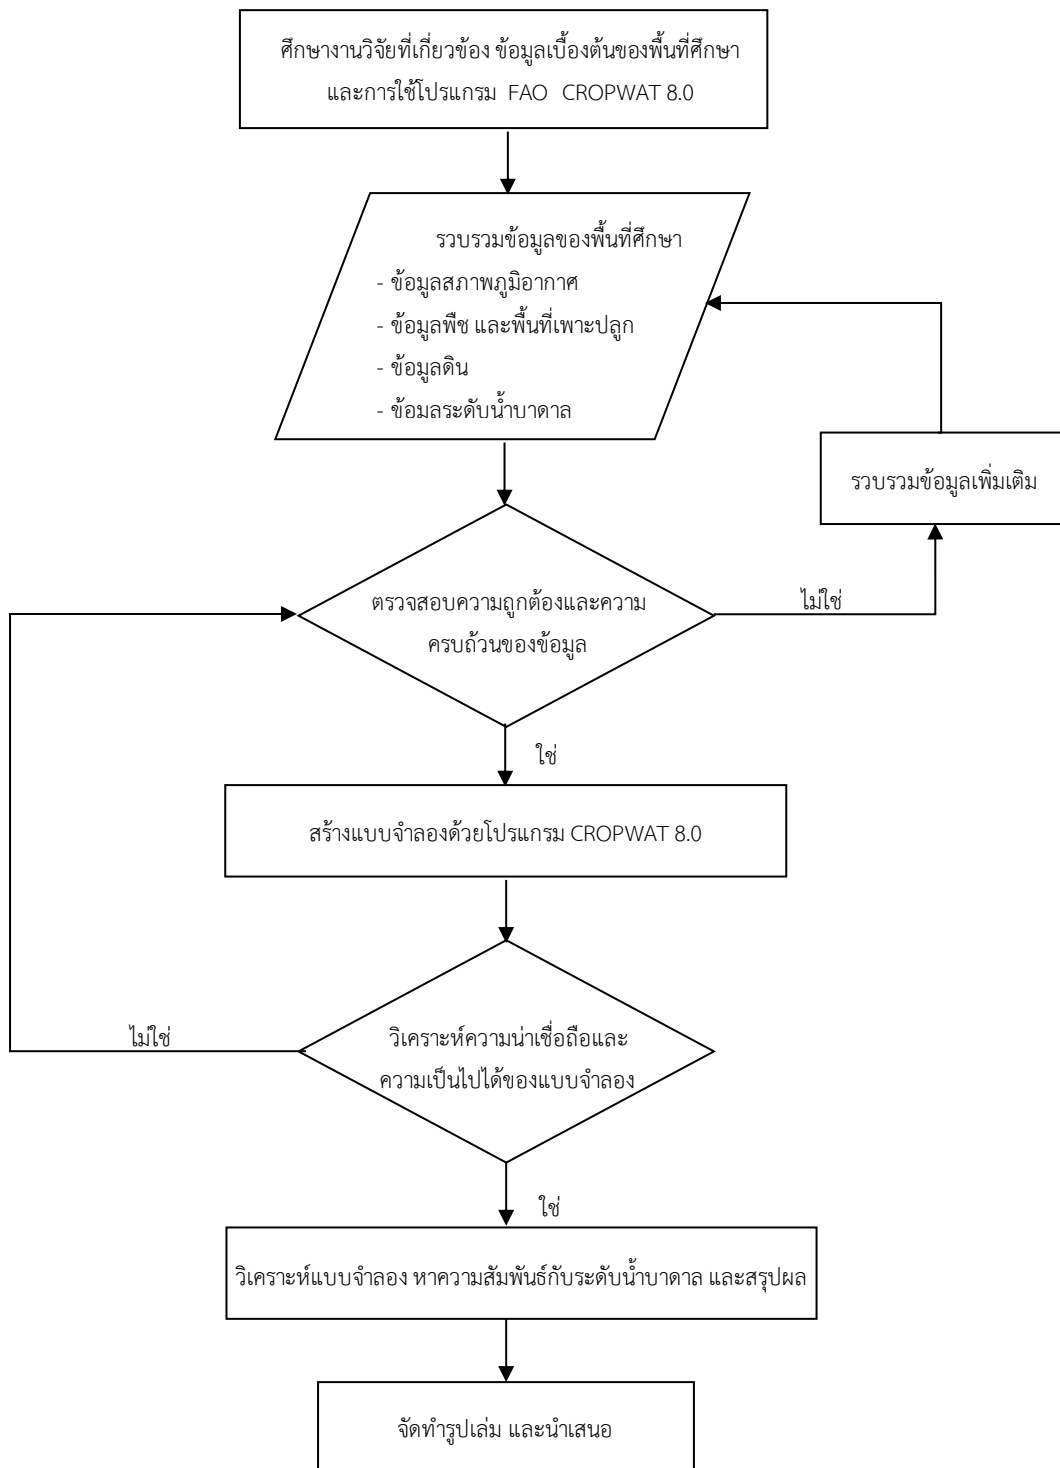 ศึกษางานวิจัยที่เกี่ยวข้อง ข้อมูลเบื้องต้นของพื้นที่ศึกษา
และการใช้โปรแกรม FAO CROPWAT 8.0
รวบรวมข้อมูลของพื้นที่ศึกษา
- ข้อมูลสภาพภูมิอากาศ
- ข้อมูลพืช และพื้นที่เพาะปลูก
- ข้อมูลดิน
- ข้อมลระดับน้ำบาดาล
รวบรวมข้อมูลเพิ่มเติม
ตรวจสอบความถูกต้องและความ
ครบถ้วนของข้อมูล
ไม่ใช่
ใช่
สร้างแบบจำลองด้วยโปรแกรม CROPWAT 8.0
วิเคราะห์ความน่าเชื่อถือและ
ความเป็นไปได้ของแบบจำลอง
ไม่ใช่
ใช่
วิเคราะห์แบบจำลอง หาความสัมพันธ์กับระดับน้ำบาดาล และสรุปผล
จัดทำรูปเล่ม และนำเสนอ